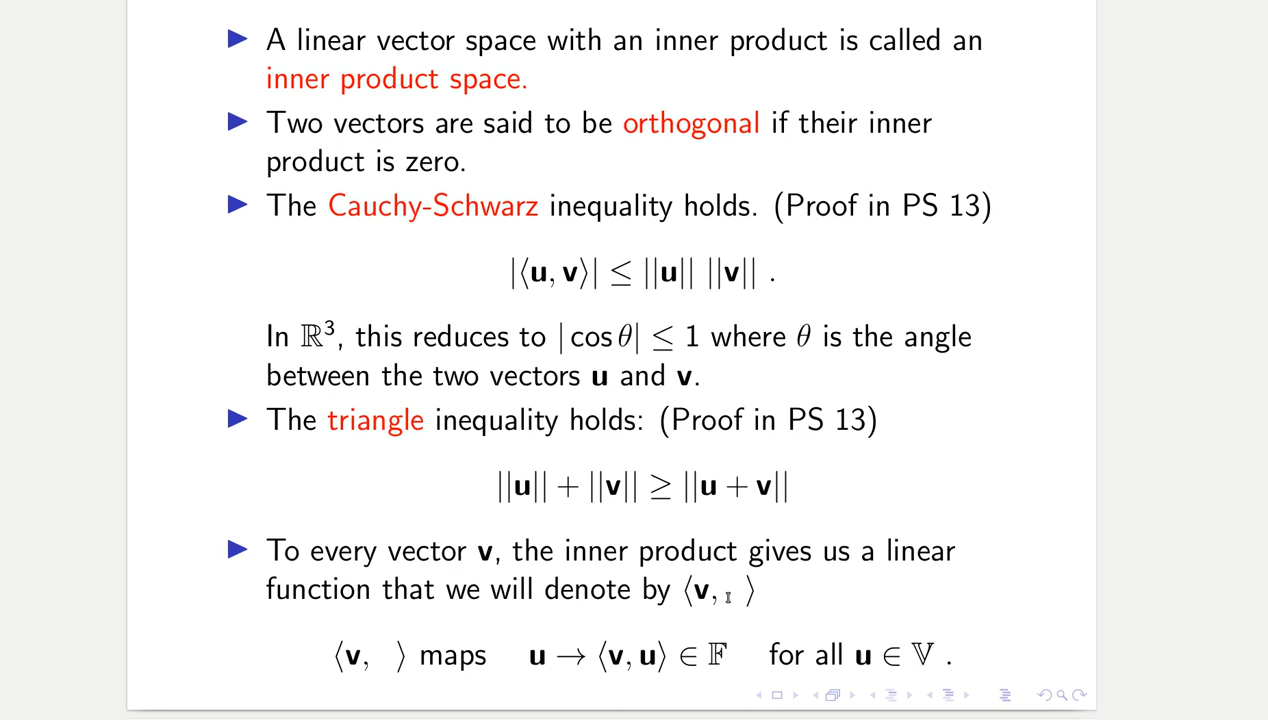 ▶ A linear vector space with an inner product is called an
inner product space.
▶ Two vectors are said to be orthogonal if their inner
product is zero.
▶ The Cauchy-Schwarz inequality holds. (Proof in PS 13)
|⟨u, v⟩| ≤ ||u|| ||v|| .
In ℝ³, this reduces to | cos θ| ≤ 1 where θ is the angle
between the two vectors u and v.
▶ The triangle inequality holds: (Proof in PS 13)
||u|| + ||v|| ≥ ||u + v||
▶ To every vector v, the inner product gives us a linear
function that we will denote by ⟨v, ⟩
⟨v, ⟩ maps u → ⟨v, u⟩ ∈ 𝔽 for all u ∈ 𝕍 .